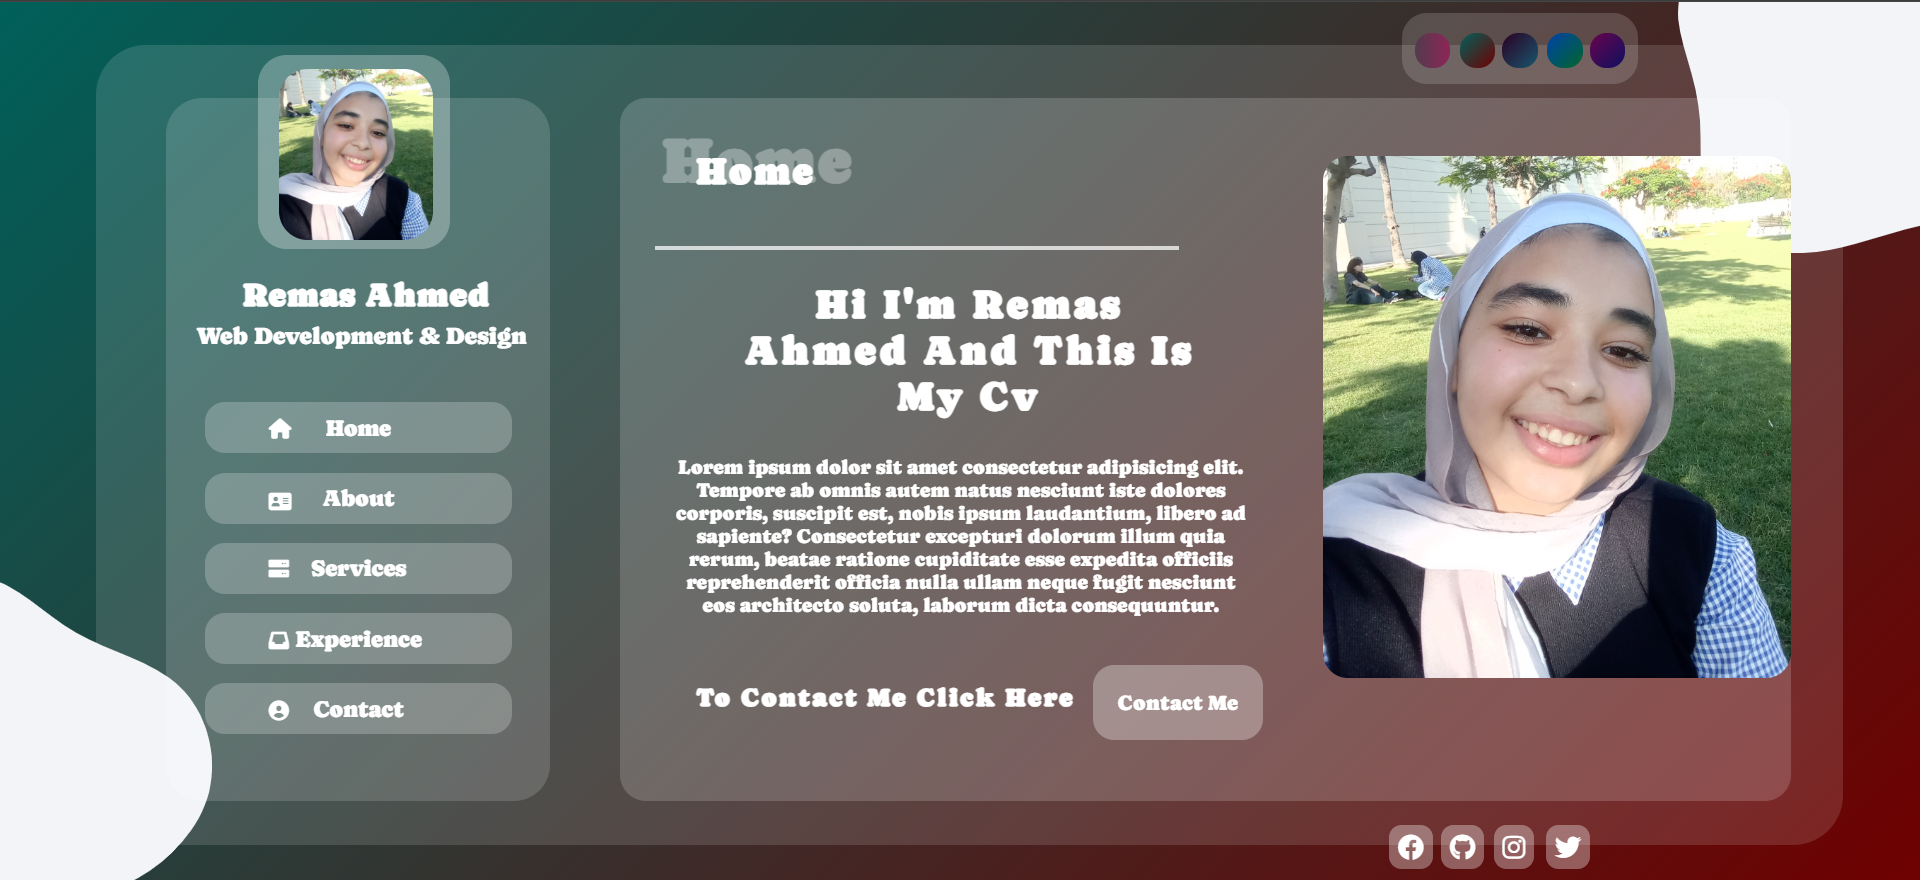 Remas Ahmed
Web Development & Design
Home
About
Services
Experience
Contact
Home
Home
Hi I'm Remas
Ahmed And This Is
My Cv
Lorem ipsum dolor sit amet consectetur adipisicing elit.
Tempore ab omnis autem natus nesciunt iste dolores
corporis, suscipit est, nobis ipsum laudantium, libero ad
sapiente? Consectetur excepturi dolorum illum quia
rerum, beatae ratione cupiditate esse expedita officiis
reprehenderit officia nulla ullam neque fugit nesciunt
eos architecto soluta, laborum dicta consequuntur.
To Contact Me Click Here
Contact Me